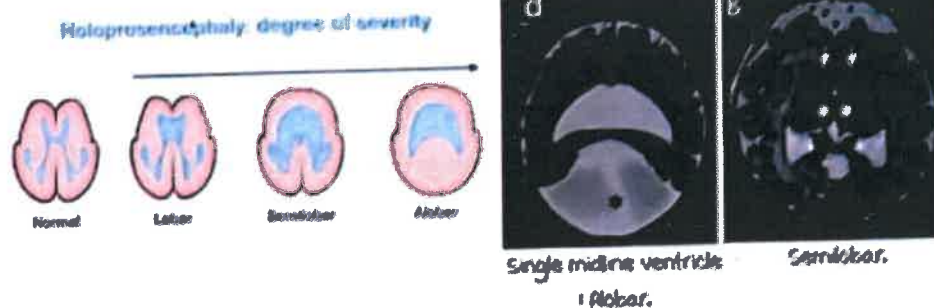 Holoprosencephaly: degree of severity
Normal
Lobar
Semilobar
Alobar
d
g
Single midline ventricle
: Alobar.
Semilobar.